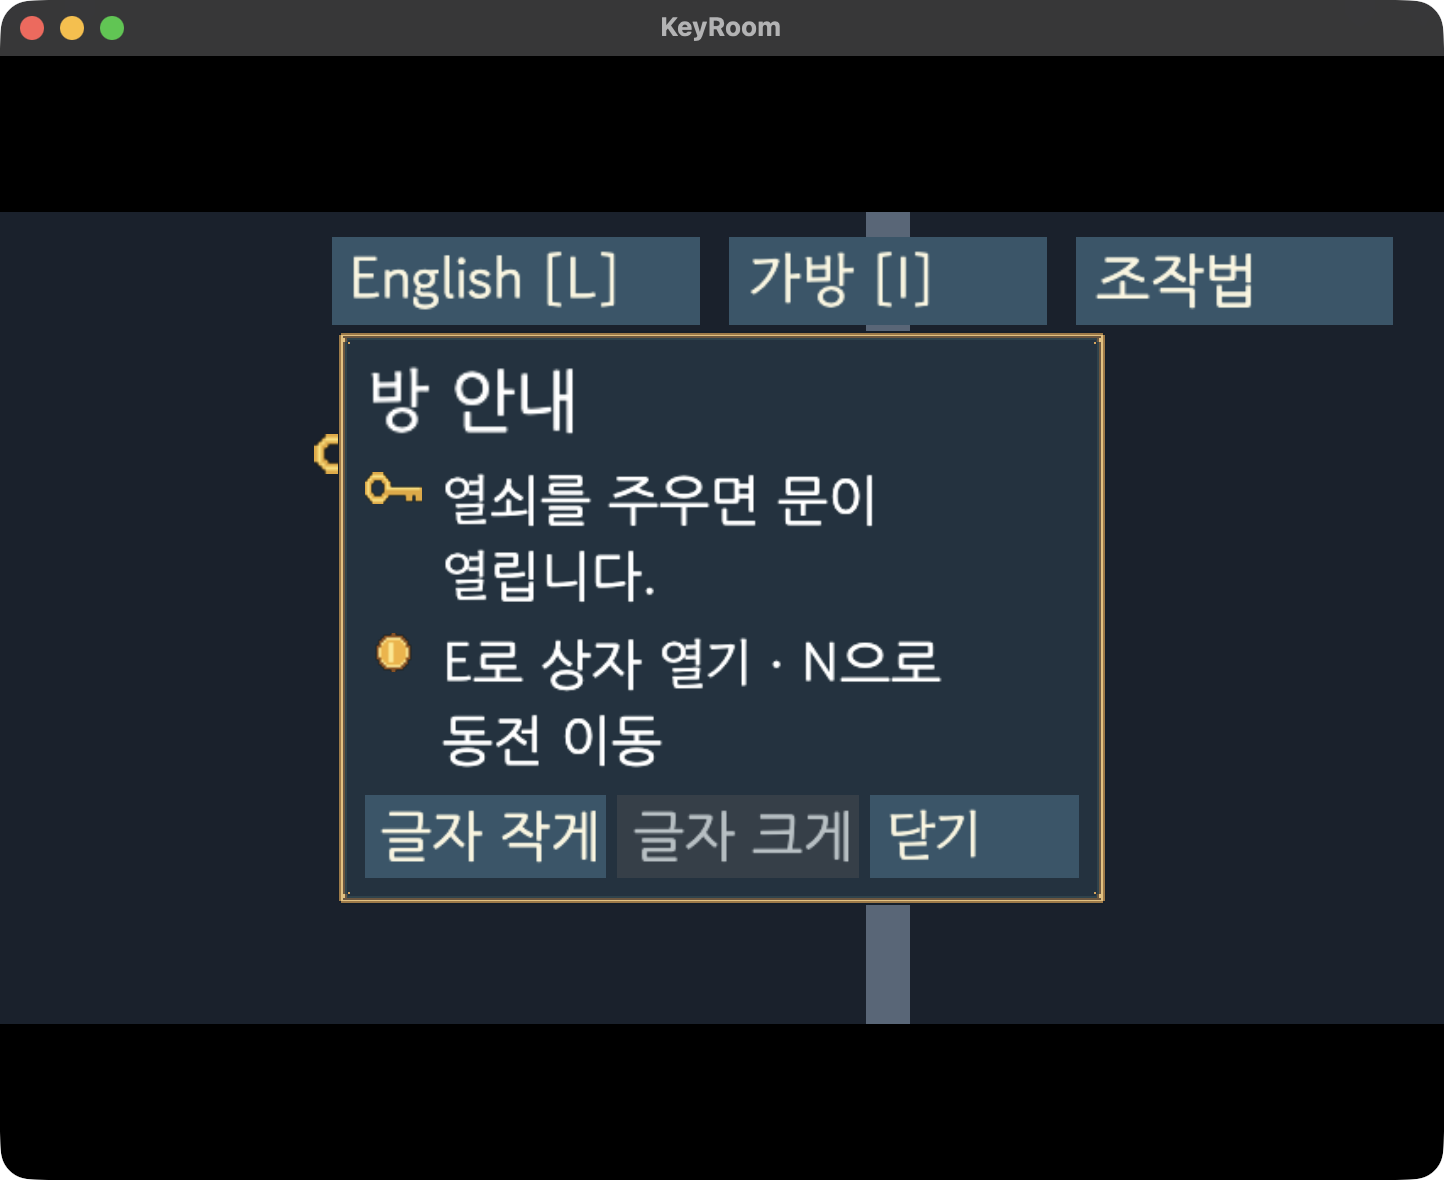 KeyRoom
English [L]
가방 [I]
조작법
방 안내
열쇠를 주우면 문이
열립니다.
E로 상자 열기 · N으로
동전 이동
글자 작게
글자 크게
닫기